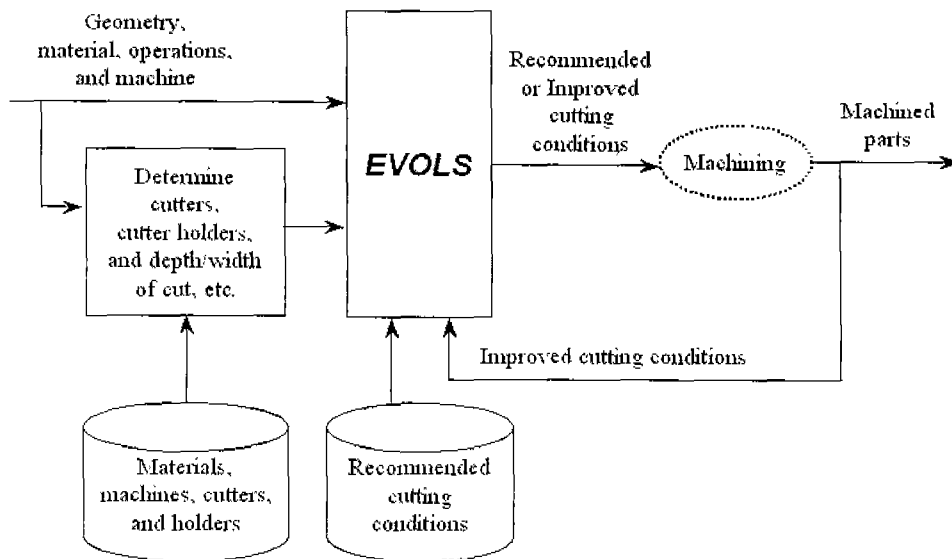 Geometry,
material, operations,
and machine
Determine
cutters,
cutter holders,
and depth/width
of cut, etc.
EVOLS
Recommended
or Improved
cutting
conditions
Machining
Machined
parts
Improved cutting conditions
Materials,
machines, cutters,
and holders
Recommended
cutting
conditions